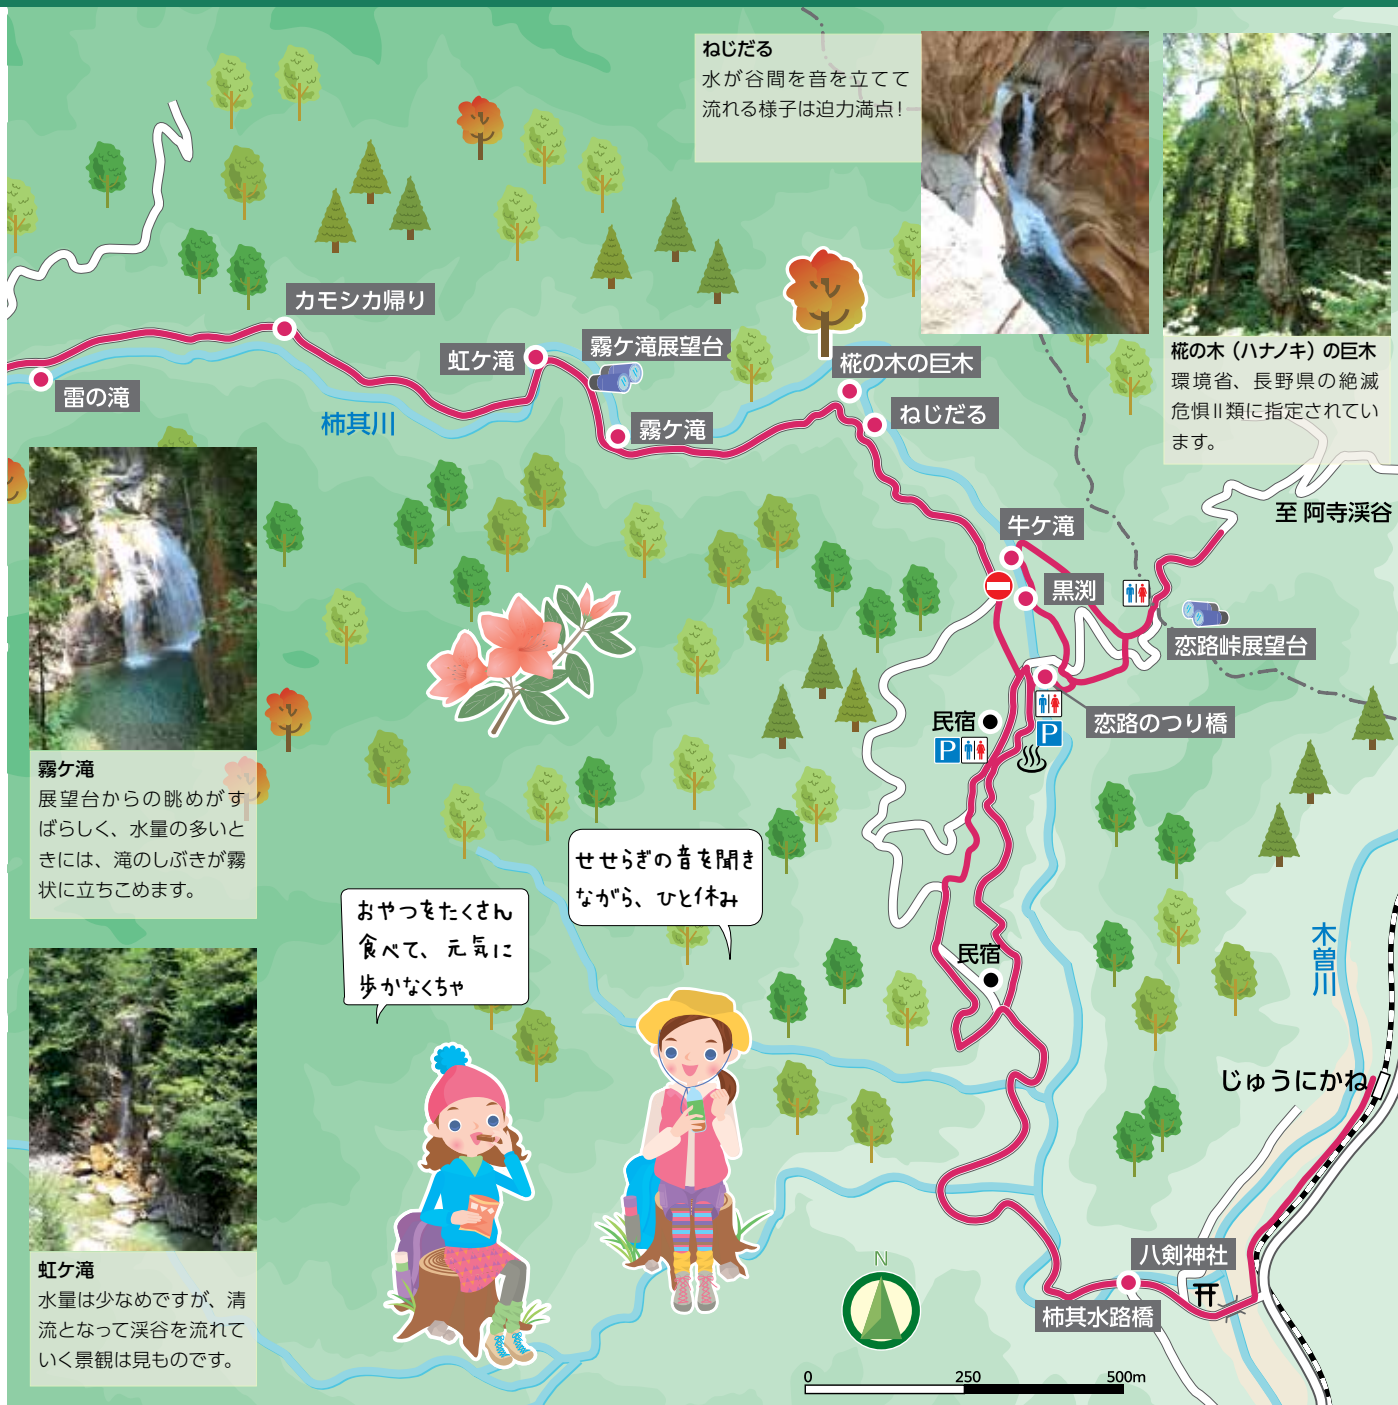 ねじだる
水が谷間を音を立てて
流れる様子は迫力満点！
椛の木（ハナノキ）の巨木
環境省、長野県の絶滅
危惧Ⅱ類に指定されてい
ます。
カモシカ帰り
雷の滝
柿其川
虹ケ滝
霧ケ滝展望台
霧ケ滝
椛の木の巨木
ねじだる
至 阿寺渓谷
牛ケ滝
黒渕
恋路峠展望台
恋路のつり橋
民宿
P
P
霧ケ滝
展望台からの眺めがす
ばらしく、水量の多いと
きには、滝のしぶきが霧
状に立ちこめます。
せせらぎの音を聞き
ながら、ひと休み
おやつをたくさん
食べて、元気に
歩かなくちゃ
民宿
木曽川
じゅうにかね
虹ケ滝
水量は少なめですが、清
流となって渓谷を流れて
いく景観は見ものです。
八剣神社
柿其水路橋
N
0 250 500m